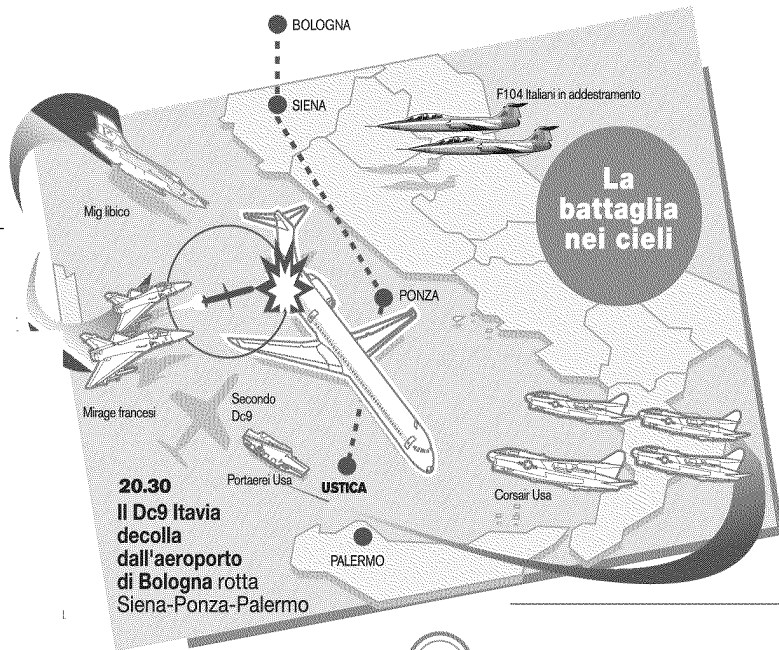 BOLOGNA
SIENA
F104 Italiani in addestramento
La
battaglia
nei cieli
Mig libico
PONZA
Mirage francesi
Secondo
Dc9
Portaerei Usa
USTICA
Corsair Usa
20.30
Il Dc9 Itavia
decolla
dall'aeroporto
di Bologna rotta
Siena-Ponza-Palermo
PALERMO